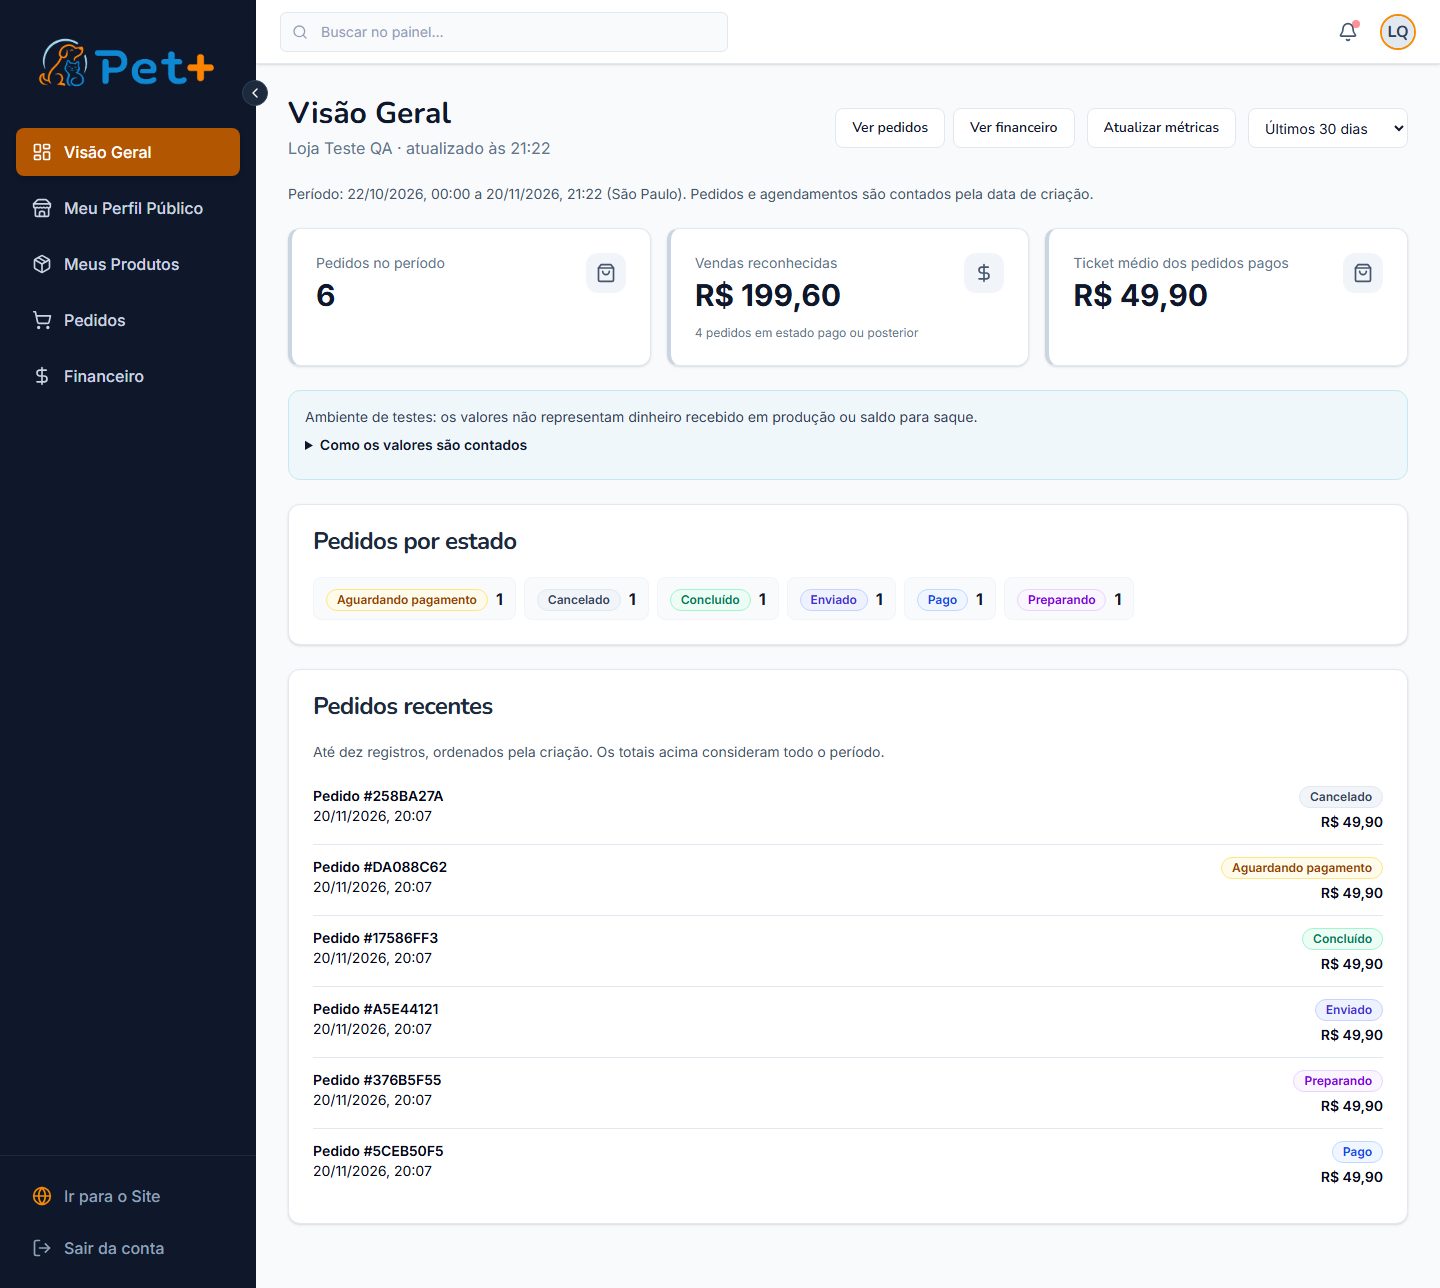 Pet+
Buscar no painel...
LQ
Visão Geral
Meu Perfil Público
Meus Produtos
Pedidos
Financeiro
Ir para o Site
Sair da conta
Visão Geral
Loja Teste QA · atualizado às 21:22
Ver pedidos
Ver financeiro
Atualizar métricas
Últimos 30 dias
Período: 22/10/2026, 00:00 a 20/11/2026, 21:22 (São Paulo). Pedidos e agendamentos são contados pela data de criação.
Pedidos no período
6
Vendas reconhecidas
R$ 199,60
4 pedidos em estado pago ou posterior
Ticket médio dos pedidos pagos
R$ 49,90
Ambiente de testes: os valores não representam dinheiro recebido em produção ou saldo para saque.
Como os valores são contados
Pedidos por estado
Aguardando pagamento 1
Cancelado 1
Concluído 1
Enviado 1
Pago 1
Preparando 1
Pedidos recentes
Até dez registros, ordenados pela criação. Os totais acima consideram todo o período.
Pedido #258BA27A
20/11/2026, 20:07
Cancelado
R$ 49,90
Pedido #DA088C62
20/11/2026, 20:07
Aguardando pagamento
R$ 49,90
Pedido #17586FF3
20/11/2026, 20:07
Concluído
R$ 49,90
Pedido #A5E44121
20/11/2026, 20:07
Enviado
R$ 49,90
Pedido #376B5F55
20/11/2026, 20:07
Preparando
R$ 49,90
Pedido #5CEB50F5
20/11/2026, 20:07
Pago
R$ 49,90